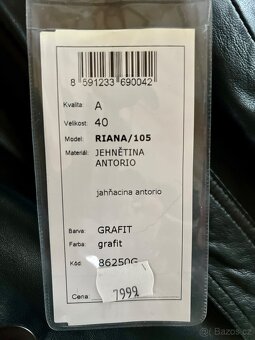 8 591233 690042
Kvalita: A
Velikost: 40
Model: RIANA/105
Materiál: JEHNĚTINA
ANTORIO
jahňacina antorio
Barva: GRAFIT
Farba: grafit
Kód: 86250G
Cena: 7999
Bazos.cz